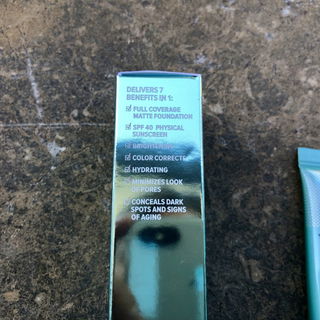 DELIVERS 7
BENEFITS IN 1:
FULL COVERAGE
MATTE FOUNDATION
SPF 40 PHYSICAL
SUNSCREEN
BRIGHTENING
COLOR CORRECTS
HYDRATING
MINIMIZES LOOK
OF PORES
CONCEALS DARK
SPOTS AND SIGNS
OF AGING